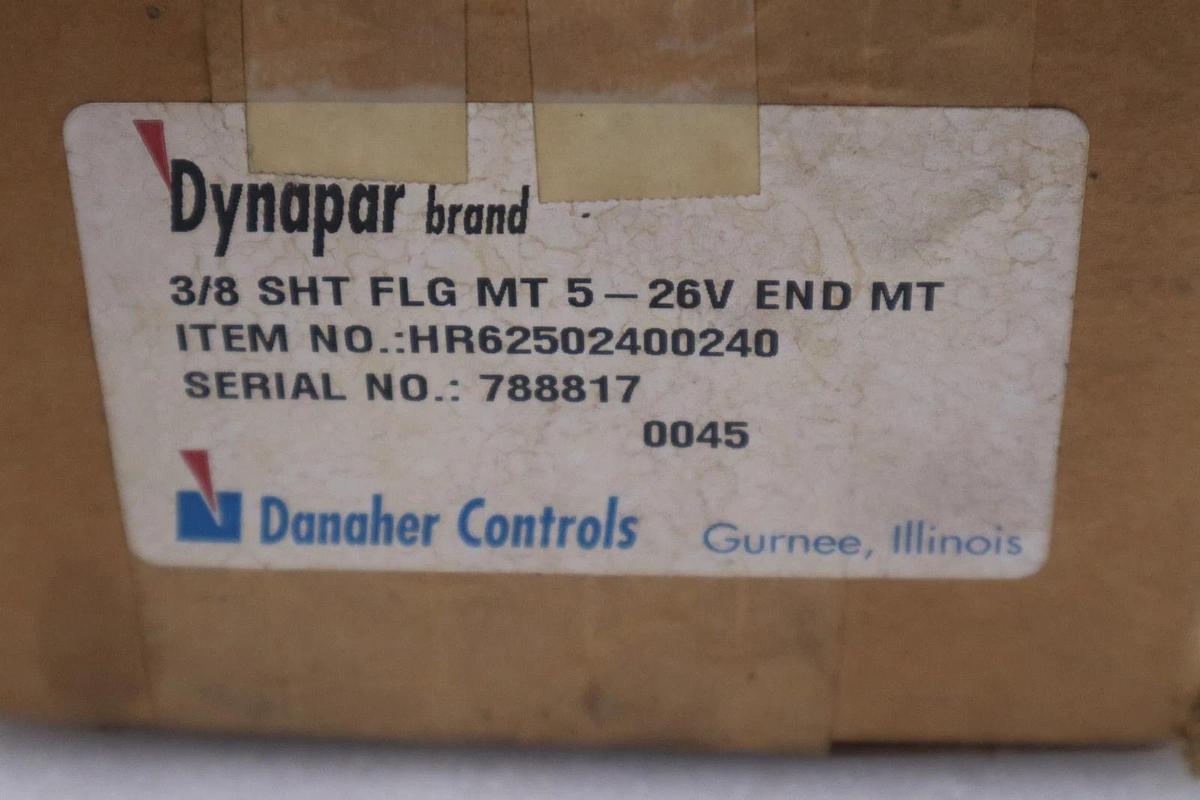 Dynapar brand
3/8 SHT FLG MT 5–26V END MT
ITEM NO.:HR62502400240
SERIAL NO.: 788817
0045
Danaher Controls Gurnee, Illinois